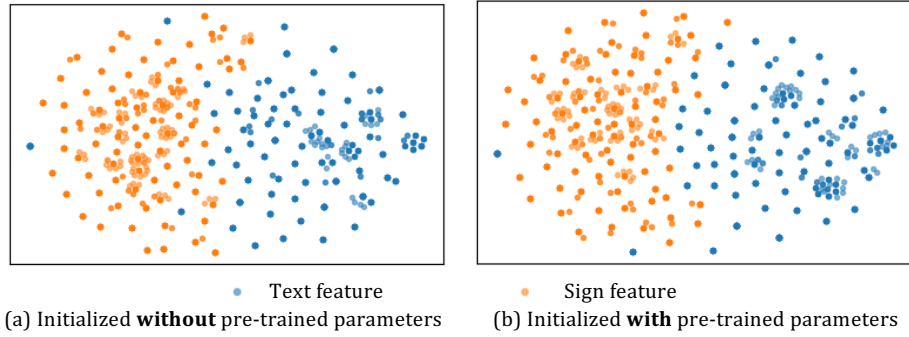 Text feature
Sign feature
(a) Initialized without pre-trained parameters
(b) Initialized with pre-trained parameters